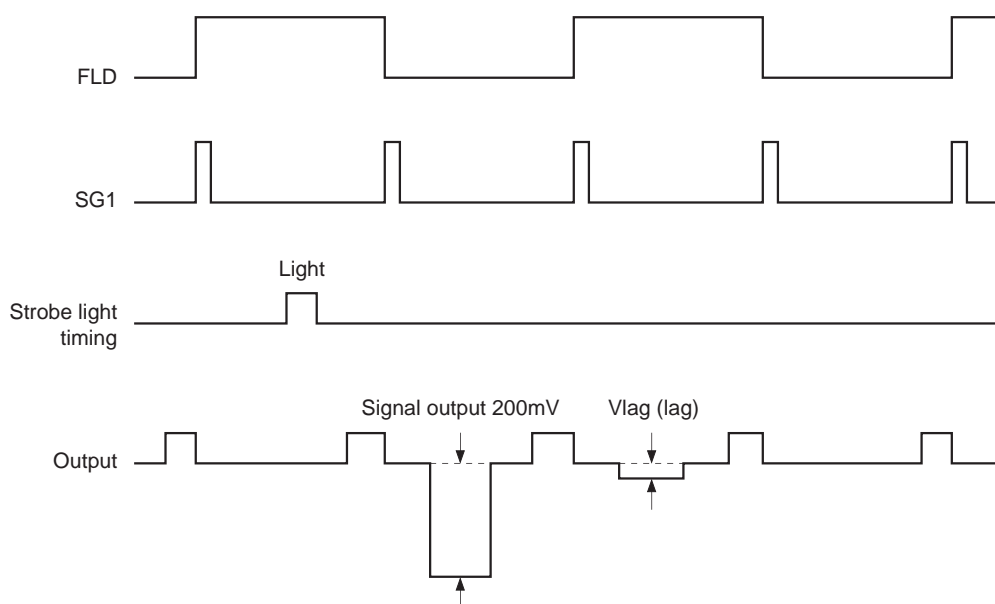 FLD
SG1
Light
Strobe light
timing
Signal output 200mV
Vlag (lag)
Output